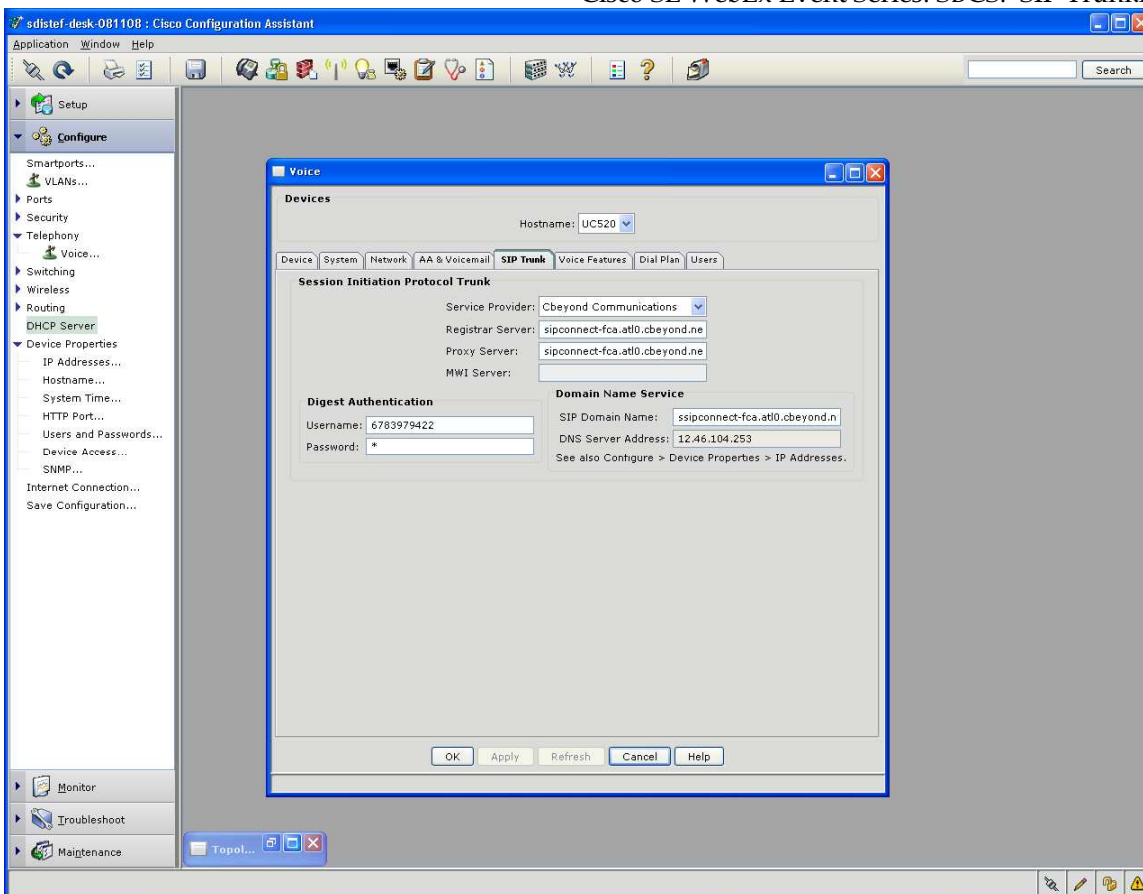 Cisco SE WebEx Event Series: SBCS: SIP Trunk
sdistef-desk-081108 : Cisco Configuration Assistant
Application Window Help
Search
Setup
Configure
Smartports...
VLANs...
Ports
Security
Telephony
Voice...
Switching
Wireless
Routing
DHCP Server
Device Properties
IP Addresses...
Hostname...
System Time...
HTTP Port...
Users and Passwords...
Device Access...
SNMP...
Internet Connection...
Save Configuration...
Monitor
Troubleshoot
Maintenance
Voice
Devices
Hostname: UC520
Device System Network AA & Voicemail SIP Trunk Voice Features Dial Plan Users
Session Initiation Protocol Trunk
Service Provider: Cbeyond Communications
Registrar Server: sipconnect-fca.atl0.cbeyond.ne
Proxy Server: sipconnect-fca.atl0.cbeyond.ne
MWI Server:
Digest Authentication
Username: 6783979422
Password: *
Domain Name Service
SIP Domain Name: ssipconnect-fca.atl0.cbeyond.n
DNS Server Address: 12.46.104.253
See also Configure > Device Properties > IP Addresses.
OK Apply Refresh Cancel Help
Topol...